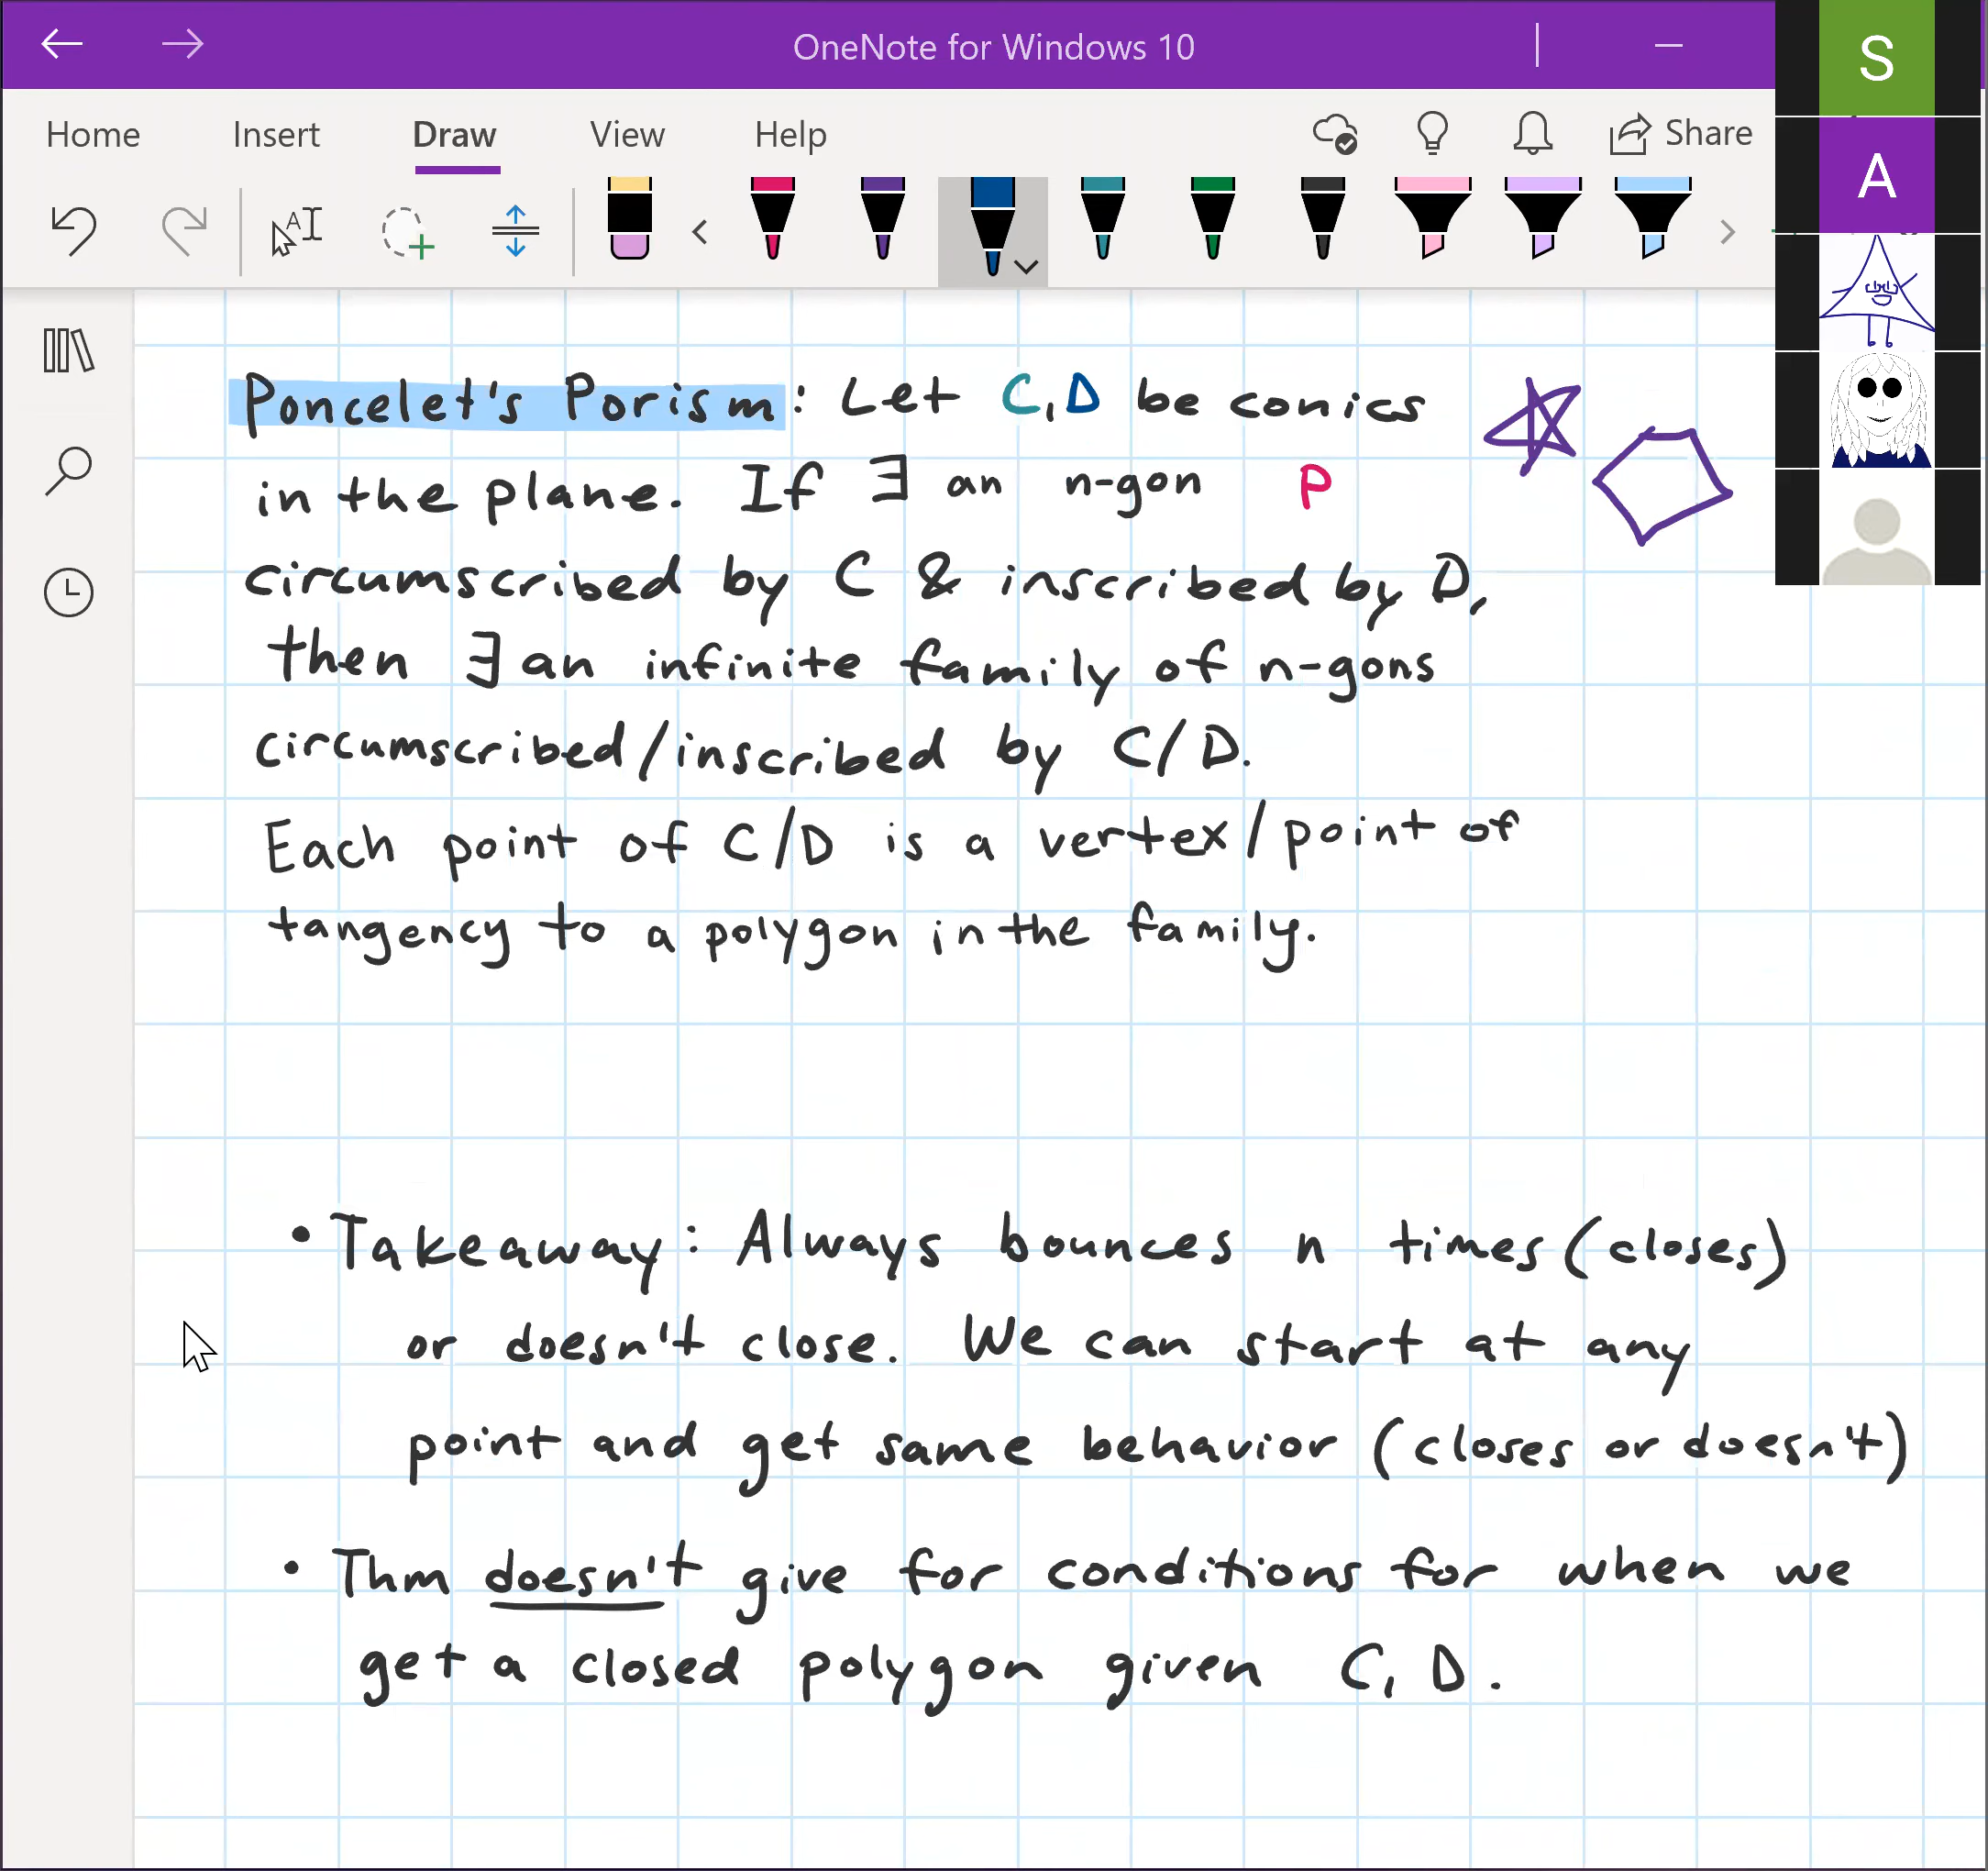 OneNote for Windows 10
S
Home Insert Draw View Help Share
A
Poncelet's Porism: Let C, D be conics
in the plane. If ∃ an n-gon P
circumscribed by C & inscribed by D,
then ∃ an infinite family of n-gons
circumscribed/inscribed by C/D.
Each point of C/D is a vertex/point of
tangency to a polygon in the family.
• Takeaway: Always bounces n times (closes)
or doesn't close. We can start at any
point and get same behavior (closes or doesn't)
• Thm doesn't give for conditions for when we
get a closed polygon given C, D.